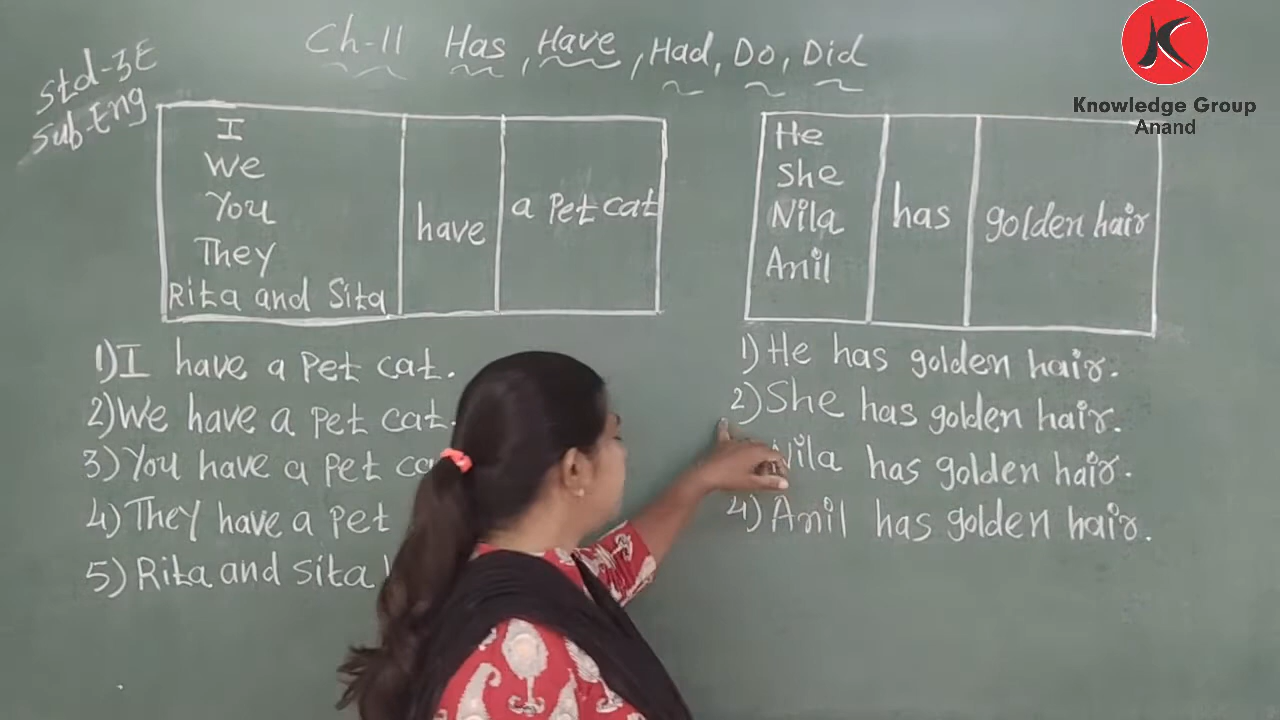 Std-3E
Sub-Eng
Ch-11 Has, Have, Had, Do, Did
Knowledge Group
Anand
I
We
You
They
Rita and Sita
have
a Pet cat
He
She
Nila
Anil
has
golden hair
1) I have a Pet cat.
2) We have a Pet cat.
3) You have a Pet
4) They have a Pet
5) Rita and Sita
1) He has golden hair.
2) She has golden hair.
Nila has golden hair.
4) Anil has golden hair.